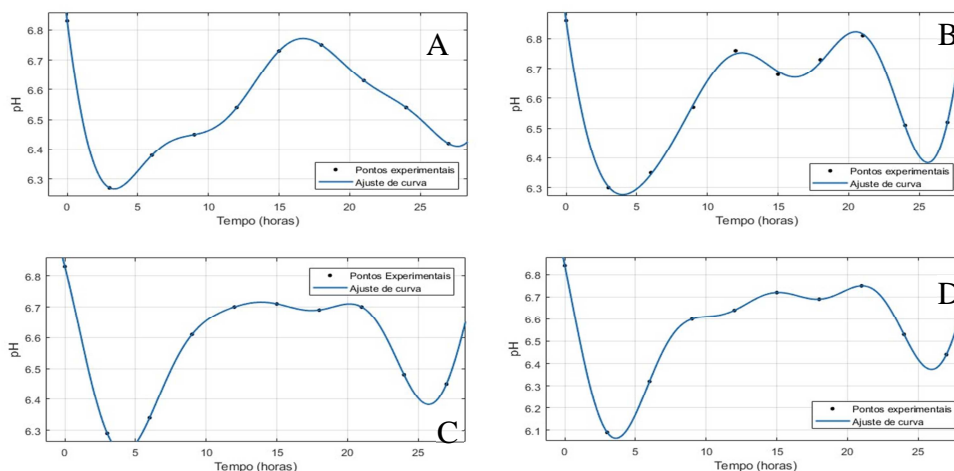 A
6.8
6.7
6.6
6.5
6.4
6.3
pH
0 5 10 15 20 25
Tempo (horas)
Pontos experimentais
Ajuste de curva
B
6.8
6.7
6.6
6.5
6.4
6.3
pH
0 5 10 15 20 25
Tempo (horas)
Pontos experimentais
Ajuste de curva
C
6.8
6.7
6.6
6.5
6.4
6.3
pH
0 5 10 15 20 25
Tempo (horas)
Pontos Experimentais
Ajuste de curva
D
6.8
6.7
6.6
6.5
6.4
6.3
6.2
6.1
pH
0 5 10 15 20 25
Tempo (horas)
Pontos experimentais
Ajuste de curva